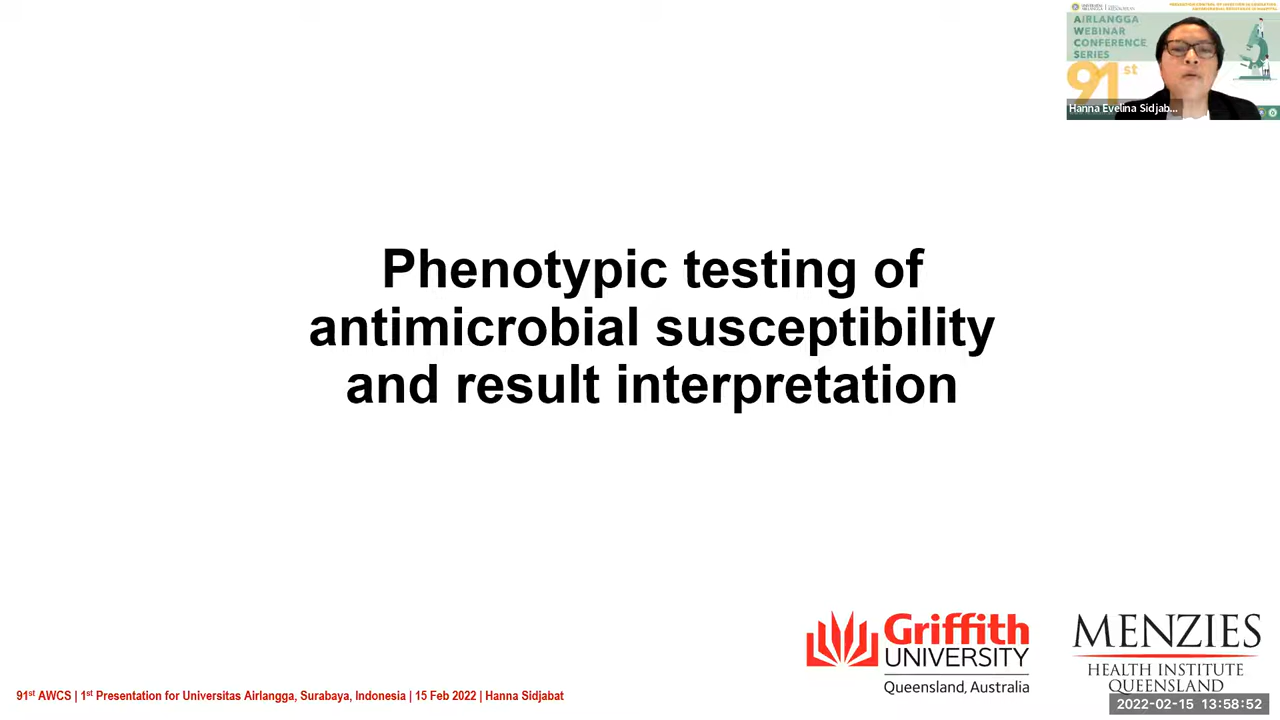 AIRLANGGA
WEBINAR
CONFERENCE
SERIES
91st
Hanna Evelina Sidjab...
Phenotypic testing of
antimicrobial susceptibility
and result interpretation
Griffith
UNIVERSITY
Queensland, Australia
MENZIES
HEALTH INSTITUTE
QUEENSLAND
91st AWCS | 1st Presentation for Universitas Airlangga, Surabaya, Indonesia | 15 Feb 2022 | Hanna Sidjabat
2022-02-15 13:58:52